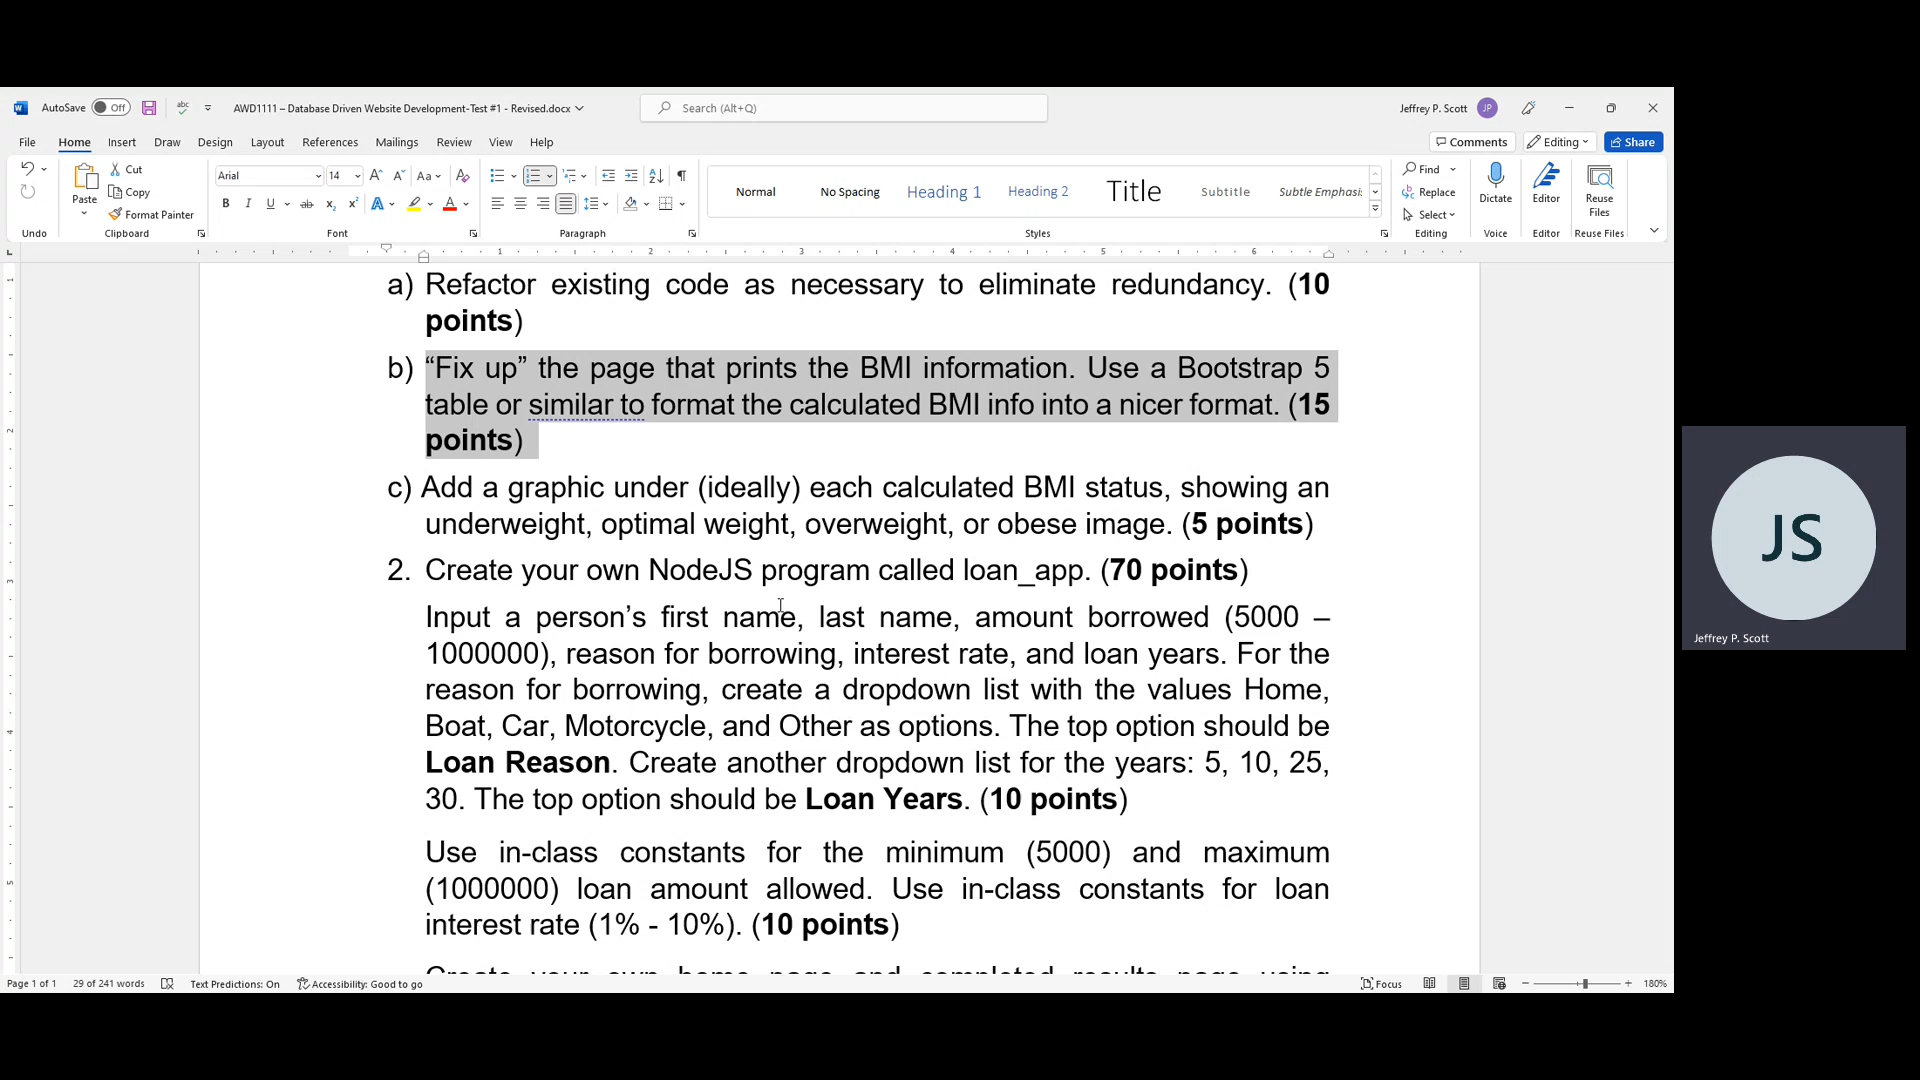 AutoSave Off AWD1111 – Database Driven Website Development-Test #1 - Revised.docx Search (Alt+Q) Jeffrey P. Scott JP
File Home Insert Draw Design Layout References Mailings Review View Help Comments Editing Share
Paste Cut Copy Format Painter
Arial 14
Normal No Spacing Heading 1 Heading 2 Title Subtitle Subtle Emphasi
Find Replace Select
Dictate Editor Reuse Files
Undo Clipboard Font Paragraph Styles Editing Voice Editor Reuse Files
a) Refactor existing code as necessary to eliminate redundancy. (10
points)
b) “Fix up” the page that prints the BMI information. Use a Bootstrap 5
table or similar to format the calculated BMI info into a nicer format. (15
points)
c) Add a graphic under (ideally) each calculated BMI status, showing an
underweight, optimal weight, overweight, or obese image. (5 points)
2. Create your own NodeJS program called loan_app. (70 points)
Input a person’s first name, last name, amount borrowed (5000 –
1000000), reason for borrowing, interest rate, and loan years. For the
reason for borrowing, create a dropdown list with the values Home,
Boat, Car, Motorcycle, and Other as options. The top option should be
Loan Reason. Create another dropdown list for the years: 5, 10, 25,
30. The top option should be Loan Years. (10 points)
Use in-class constants for the minimum (5000) and maximum
(1000000) loan amount allowed. Use in-class constants for loan
interest rate (1% - 10%). (10 points)
Create your own home page and completed results page using
Page 1 of 1 29 of 241 words Text Predictions: On Accessibility: Good to go Focus 180%
JS
Jeffrey P. Scott